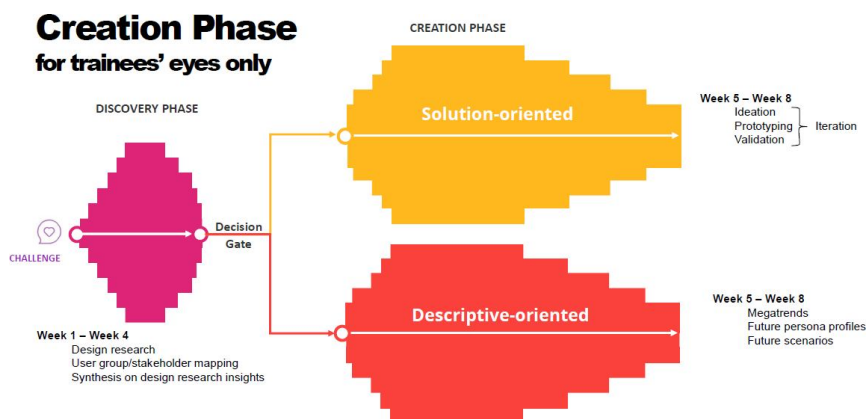 Creation Phase
for trainees' eyes only
CREATION PHASE
DISCOVERY PHASE
CHALLENGE
Week 1 – Week 4
Design research
User group/stakeholder mapping
Synthesis on design research insights
Decision
Gate
Solution-oriented
Week 5 – Week 8
Ideation
Prototyping
Validation
Iteration
Descriptive-oriented
Week 5 – Week 8
Megatrends
Future persona profiles
Future scenarios